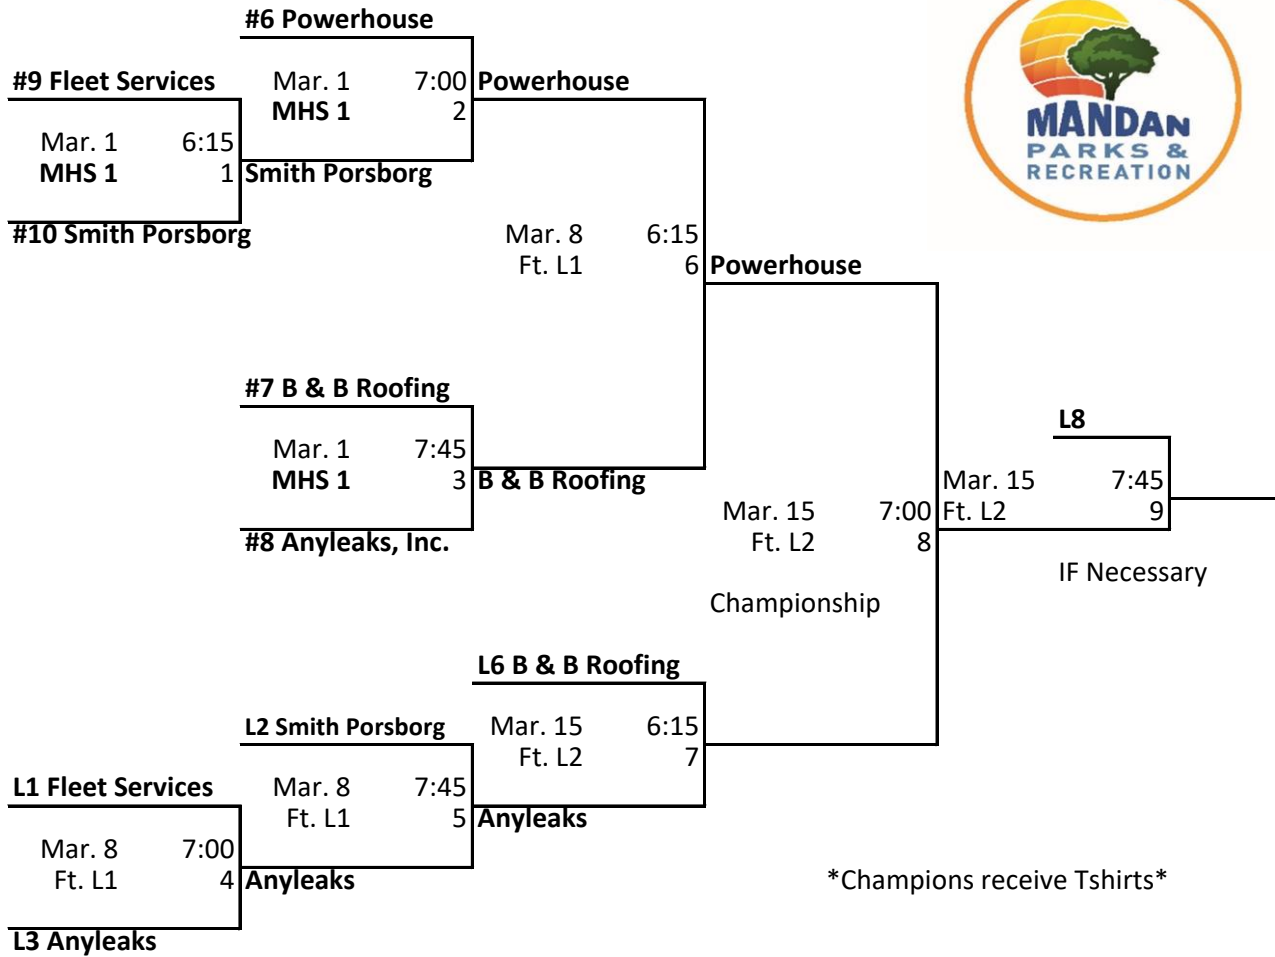 #6 Powerhouse
#9 Fleet Services
Mar. 1 7:00
MHS 1 2
Powerhouse
Mar. 1 6:15
MHS 1 1
Smith Porsborg
#10 Smith Porsborg
MANDAN
PARKS &
RECREATION
Mar. 8 6:15
Ft. L1 6
Powerhouse
#7 B & B Roofing
Mar. 1 7:45
MHS 1 3
B & B Roofing
#8 Anyleaks, Inc.
L8
Mar. 15 7:45
Ft. L2 9
Mar. 15 7:00
Ft. L2 8
IF Necessary
Championship
L6 B & B Roofing
L2 Smith Porsborg
Mar. 15 6:15
Ft. L2 7
L1 Fleet Services
Mar. 8 7:45
Ft. L1 5
Anyleaks
Mar. 8 7:00
Ft. L1 4
Anyleaks
*Champions receive Tshirts*
L3 Anyleaks